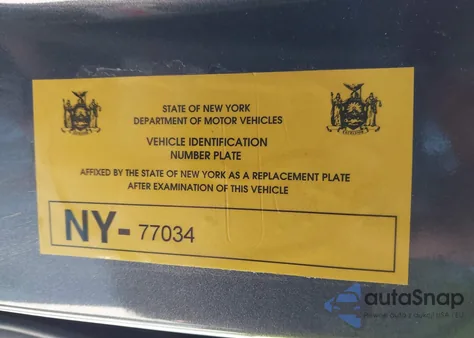 STATE OF NEW YORK
DEPARTMENT OF MOTOR VEHICLES
VEHICLE IDENTIFICATION
NUMBER PLATE
AFFIXED BY THE STATE OF NEW YORK AS A REPLACEMENT PLATE
AFTER EXAMINATION OF THIS VEHICLE
NY- 77034
autoSnap